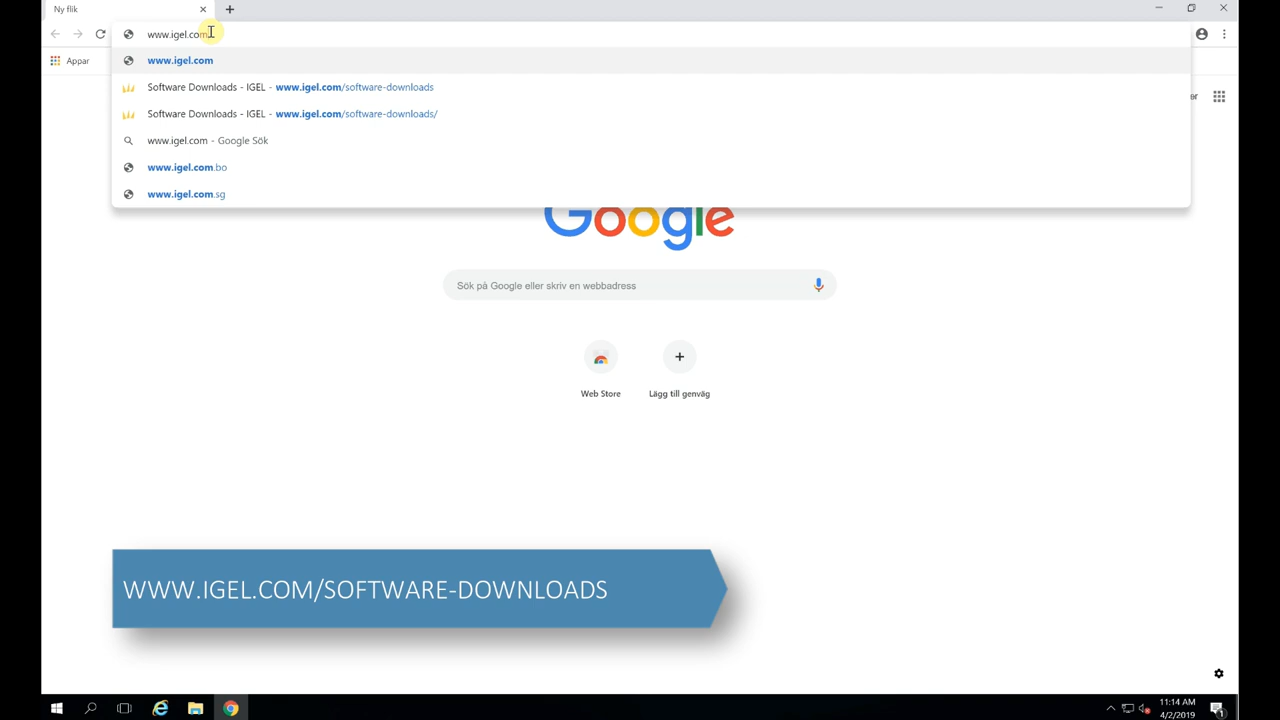 Ny flik
www.igel.com
Appar
www.igel.com
Software Downloads - IGEL - www.igel.com/software-downloads
Software Downloads - IGEL - www.igel.com/software-downloads/
www.igel.com - Google Sök
www.igel.com.bo
www.igel.com.sg
er
Google
Sök på Google eller skriv en webbadress
Web Store
Lägg till genväg
WWW.IGEL.COM/SOFTWARE-DOWNLOADS
11:14 AM
4/2/2019
1